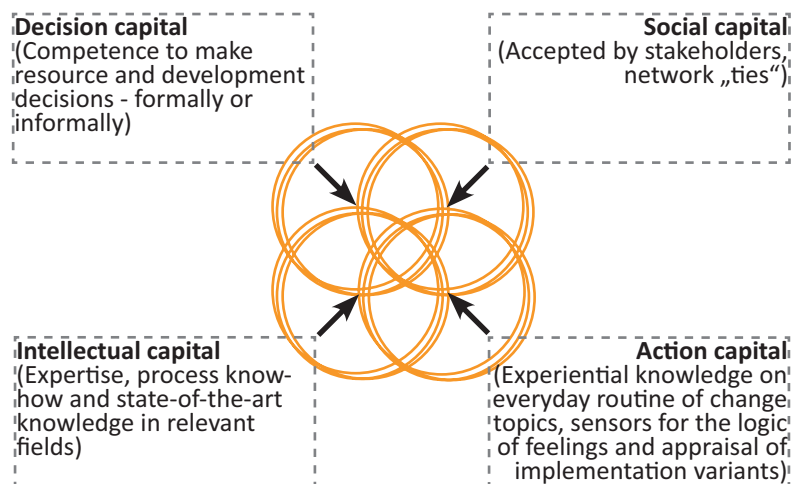 Decision capital
(Competence to make
resource and development
decisions - formally or
informally)
Social capital
(Accepted by stakeholders,
network „ties“)
Intellectual capital
(Expertise, process know-
how and state-of-the-art
knowledge in relevant
fields)
Action capital
(Experiential knowledge on
everyday routine of change
topics, sensors for the logic
of feelings and appraisal of
implementation variants)